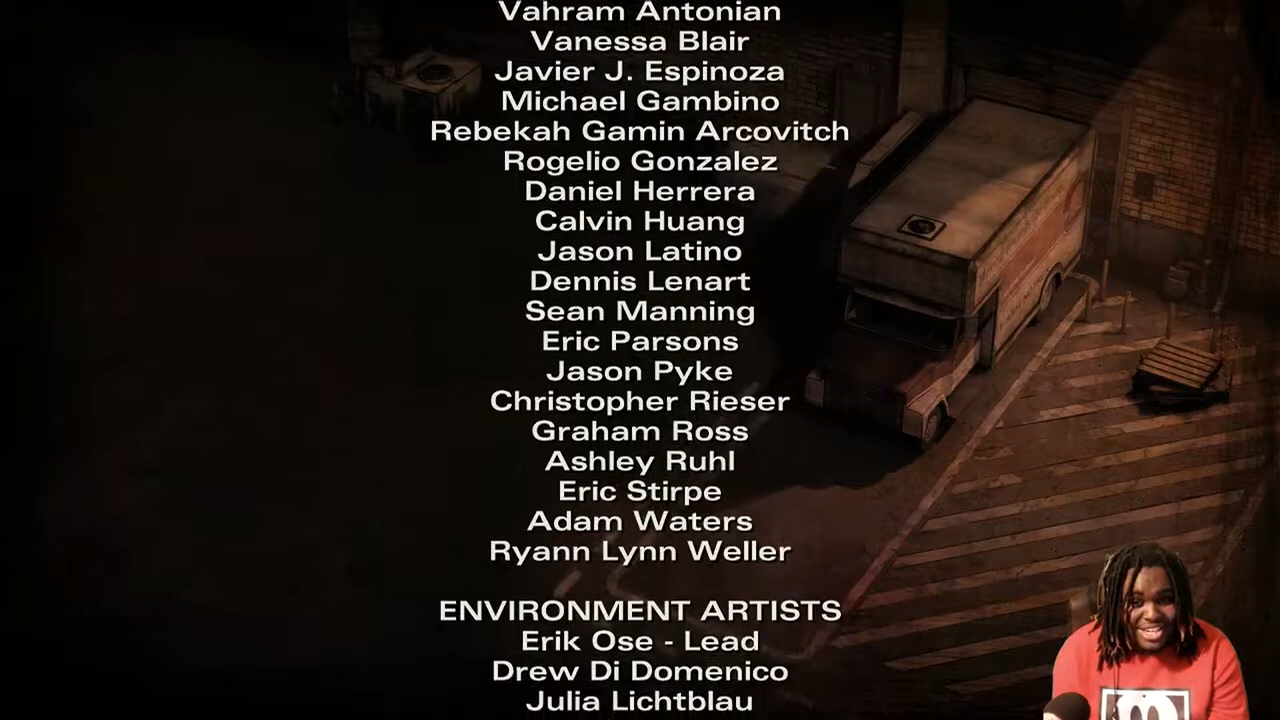 Vahram Antonian
Vanessa Blair
Javier J. Espinoza
Michael Gambino
Rebekah Gamin Arcovitch
Rogelio Gonzalez
Daniel Herrera
Calvin Huang
Jason Latino
Dennis Lenart
Sean Manning
Eric Parsons
Jason Pyke
Christopher Rieser
Graham Ross
Ashley Ruhl
Eric Stirpe
Adam Waters
Ryann Lynn Weller
ENVIRONMENT ARTISTS
Erik Ose - Lead
Drew Di Domenico
Julia Lichtblau